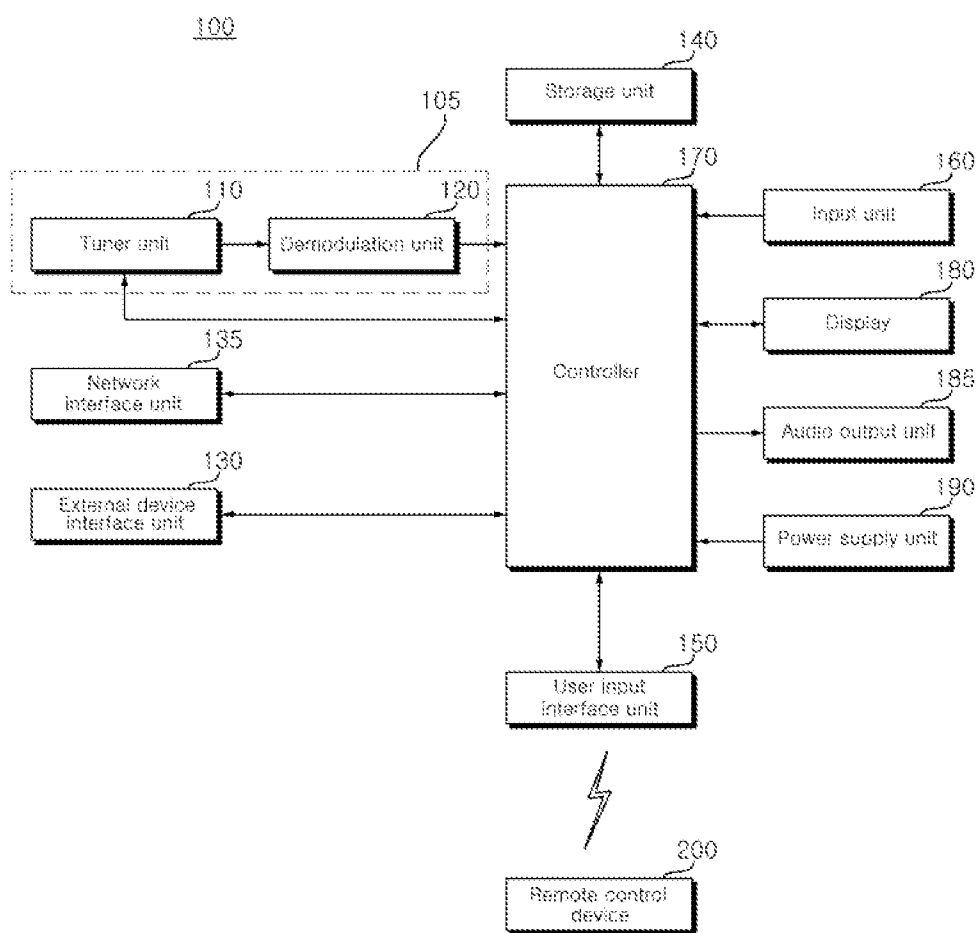 100
140
Storage unit
105
170
160
110
120
Input unit
Tuner unit
Demodulation unit
180
Display
135
Controller
Network
interface unit
185
Audio output unit
130
190
External device
interface unit
Power supply unit
150
User input
interface unit
200
Remote control
device